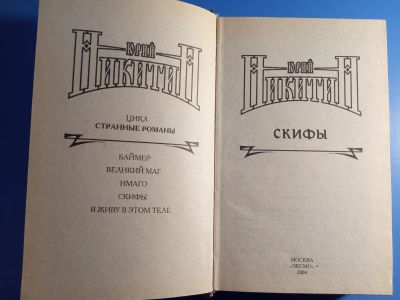 ЮРИЙ
НИКИТИН
ЦИКЛ
СТРАННЫЕ РОМАНЫ
БАЙМЕР
ВЕЛИКИЙ МАГ
ИМАГО
СКИФЫ
Я ЖИВУ В ЭТОМ ТЕЛЕ
ЮРИЙ
НИКИТИН
СКИФЫ
МОСКВА
«ЭКСМО»
2004